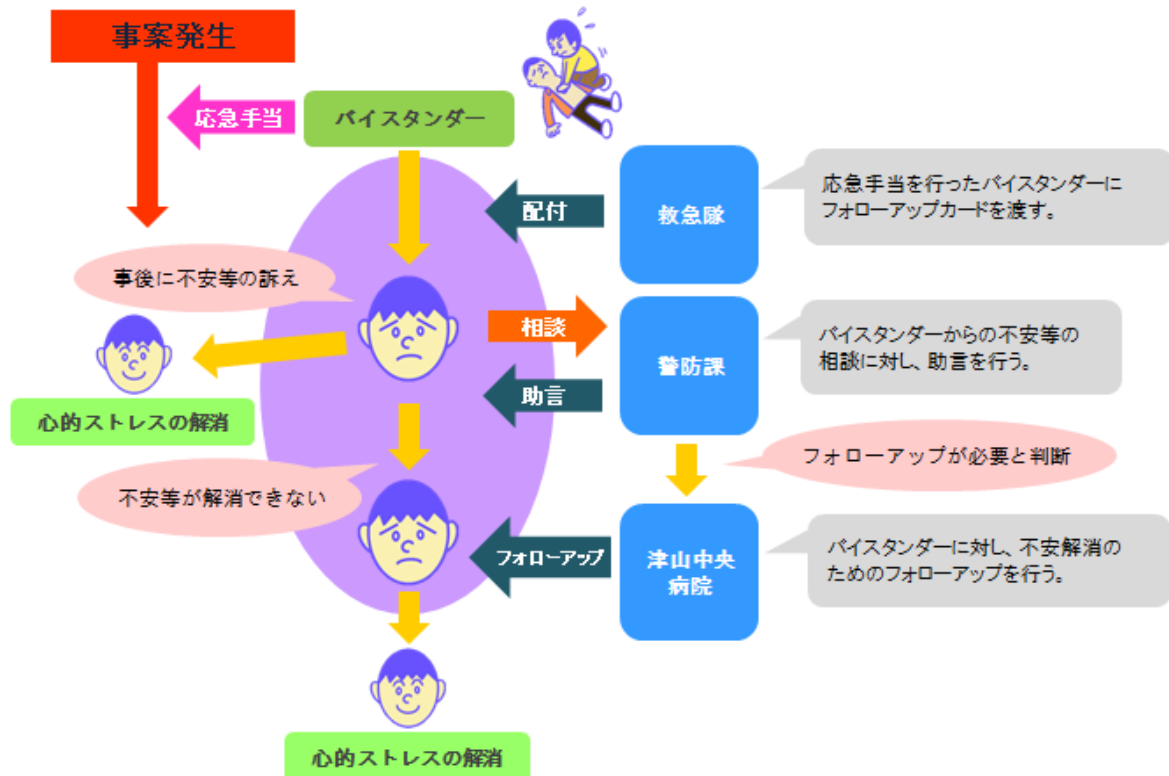 事案発生
応急手当
バイスタンダー
配付
救急隊
応急手当を行ったバイスタンダーに
フォローアップカードを渡す。
事後に不安等の訴え
相談
助言
警防課
バイスタンダーからの不安等の
相談に対し、助言を行う。
心的ストレスの解消
フォローアップが必要と判断
不安等が解消できない
フォローアップ
津山中央
病院
バイスタンダーに対し、不安解消の
ためのフォローアップを行う。
心的ストレスの解消